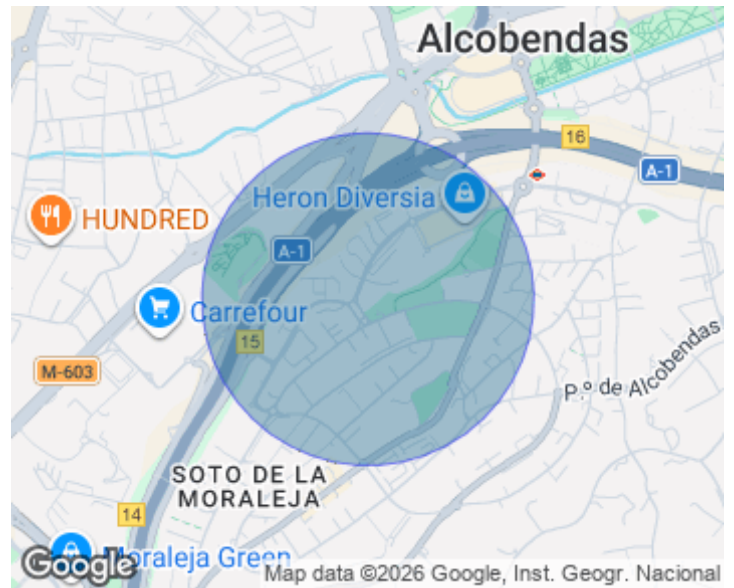 Alcobendas
16
A-1
Heron Diversia
HUNDRED
A-1
Carrefour
15
M-603
P.º de Alcobendas
SOTO DE LA
MORALEJA
14
Moraleja Green
Google
Map data ©2026 Google, Inst. Geogr. Nacional